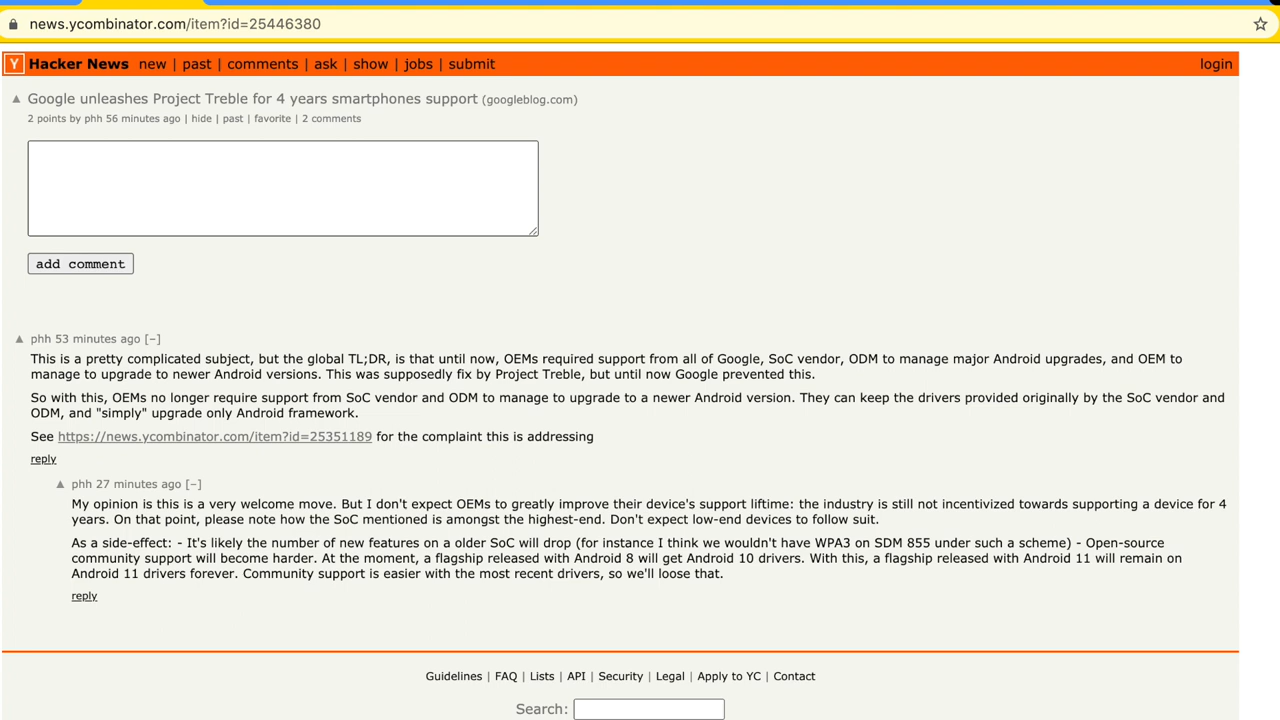 news.ycombinator.com/item?id=25446380
Y Hacker News new | past | comments | ask | show | jobs | submit login
▲ Google unleashes Project Treble for 4 years smartphones support (googleblog.com)
2 points by phh 56 minutes ago | hide | past | favorite | 2 comments
add comment
▲ phh 53 minutes ago [–]
This is a pretty complicated subject, but the global TL;DR, is that until now, OEMs required support from all of Google, SoC vendor, ODM to manage major Android upgrades, and OEM to
manage to upgrade to newer Android versions. This was supposedly fix by Project Treble, but until now Google prevented this.
So with this, OEMs no longer require support from SoC vendor and ODM to manage to upgrade to a newer Android version. They can keep the drivers provided originally by the SoC vendor and
ODM, and "simply" upgrade only Android framework.
See https://news.ycombinator.com/item?id=25351189 for the complaint this is addressing
reply
▲ phh 27 minutes ago [–]
My opinion is this is a very welcome move. But I don't expect OEMs to greatly improve their device's support liftime: the industry is still not incentivized towards supporting a device for 4
years. On that point, please note how the SoC mentioned is amongst the highest-end. Don't expect low-end devices to follow suit.
As a side-effect: - It's likely the number of new features on a older SoC will drop (for instance I think we wouldn't have WPA3 on SDM 855 under such a scheme) - Open-source
community support will become harder. At the moment, a flagship released with Android 8 will get Android 10 drivers. With this, a flagship released with Android 11 will remain on
Android 11 drivers forever. Community support is easier with the most recent drivers, so we'll loose that.
reply
Guidelines | FAQ | Lists | API | Security | Legal | Apply to YC | Contact
Search: